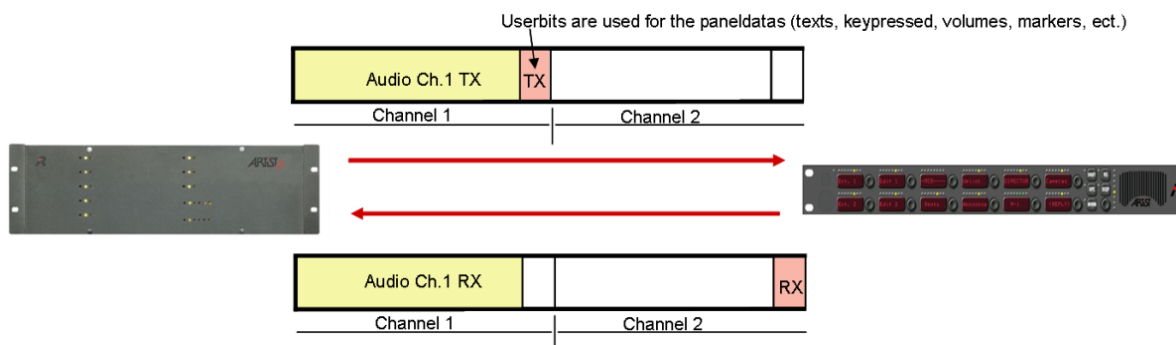 Userbits are used for the paneldatas (texts, keypressed, volumes, markers, ect.)
Audio Ch.1 TX
TX
Channel 1
Channel 2
ARTIST
ARTIST
Audio Ch.1 RX
RX
Channel 1
Channel 2